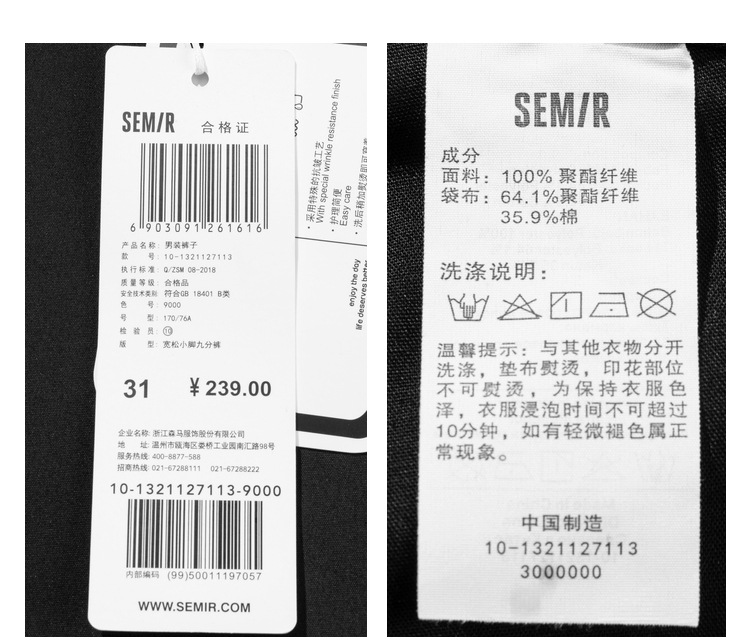 SEMIR 合格证
6 903091 261616
产品名称: 男装裤子
款 号: 10-1321127113
执行标准: Q/ZSM 08-2018
质量等级: 合格品
安全技术类别: 符合GB 18401 B类
色 号: 9000
号 型: 170/76A
检 验 员: 10
版 型: 宽松小脚九分裤
31 ¥239.00
企业名称: 浙江森马服饰股份有限公司
地 址: 温州市瓯海区娄桥工业园南汇路98号
服务热线: 400-8877-588
招商热线: 021-67288111 021-67288222
10-1321127113-9000
内部编码 (99)50011197057
WWW.SEMIR.COM
· 采用特殊的抗皱工艺
With special wrinkle resistance finish
· 护理简便
Easy care
enjoy the day
life deserves better
SEMIR
成分
面料: 100% 聚酯纤维
袋布: 64.1%聚酯纤维
35.9%棉
洗涤说明:
温馨提示: 与其他衣物分开
洗涤, 垫布熨烫, 印花部位
不可熨烫, 为保持衣服色
泽, 衣服浸泡时间不可超过
10分钟, 如有轻微褪色属正
常现象。
中国制造
10-1321127113
3000000